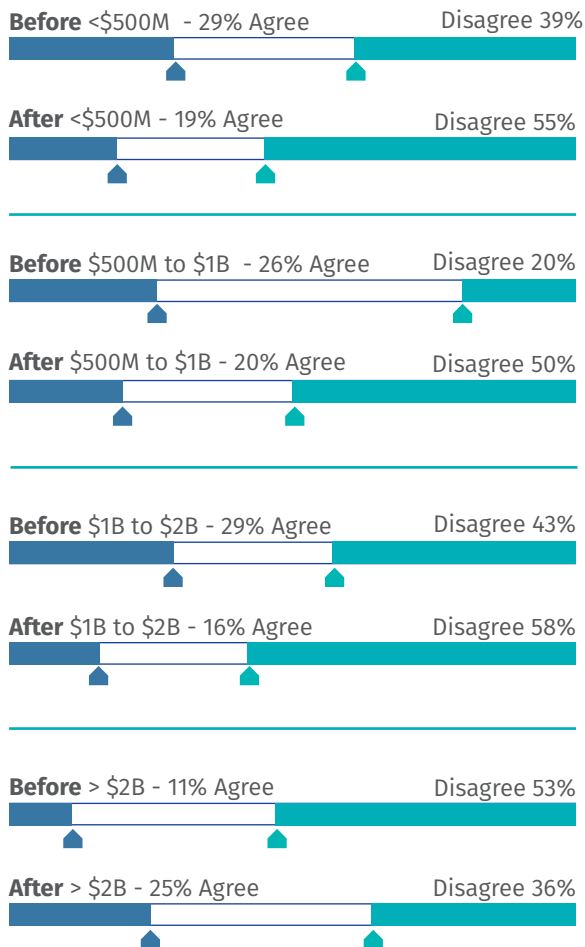 Before <$500M - 29% Agree Disagree 39%
After <$500M - 19% Agree Disagree 55%
Before $500M to $1B - 26% Agree Disagree 20%
After $500M to $1B - 20% Agree Disagree 50%
Before $1B to $2B - 29% Agree Disagree 43%
After $1B to $2B - 16% Agree Disagree 58%
Before > $2B - 11% Agree Disagree 53%
After > $2B - 25% Agree Disagree 36%